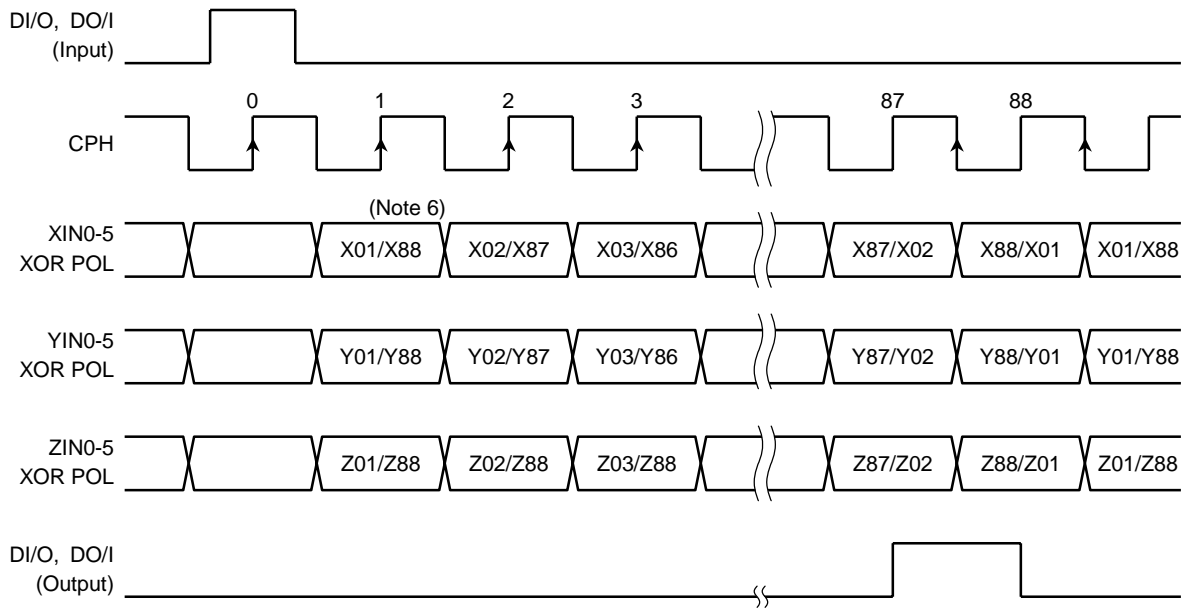 DI/O, DO/I
(Input)
0 1 2 3 87 88
CPH
(Note 6)
XIN0-5
XOR POL
X01/X88 X02/X87 X03/X86 X87/X02 X88/X01 X01/X88
YIN0-5
XOR POL
Y01/Y88 Y02/Y87 Y03/Y86 Y87/Y02 Y88/Y01 Y01/Y88
ZIN0-5
XOR POL
Z01/Z88 Z02/Z88 Z03/Z88 Z87/Z02 Z88/Z01 Z01/Z88
DI/O, DO/I
(Output)